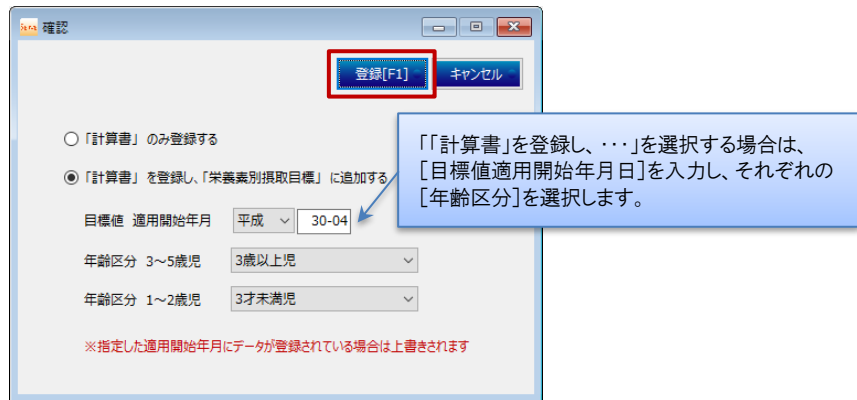 確認
登録[F1]
キャンセル
「計算書」のみ登録する
「計算書」を登録し、「栄養素別摂取目標」に追加する
目標値 適用開始年月 平成 30-04
年齢区分 3～5歳児 3歳以上児
年齢区分 1～2歳児 3才未満児
※指定した適用開始年月にデータが登録されている場合は上書きされます
「「計算書」を登録し、・・・」を選択する場合は、
［目標値適用開始年月日］を入力し、それぞれの
［年齢区分］を選択します。